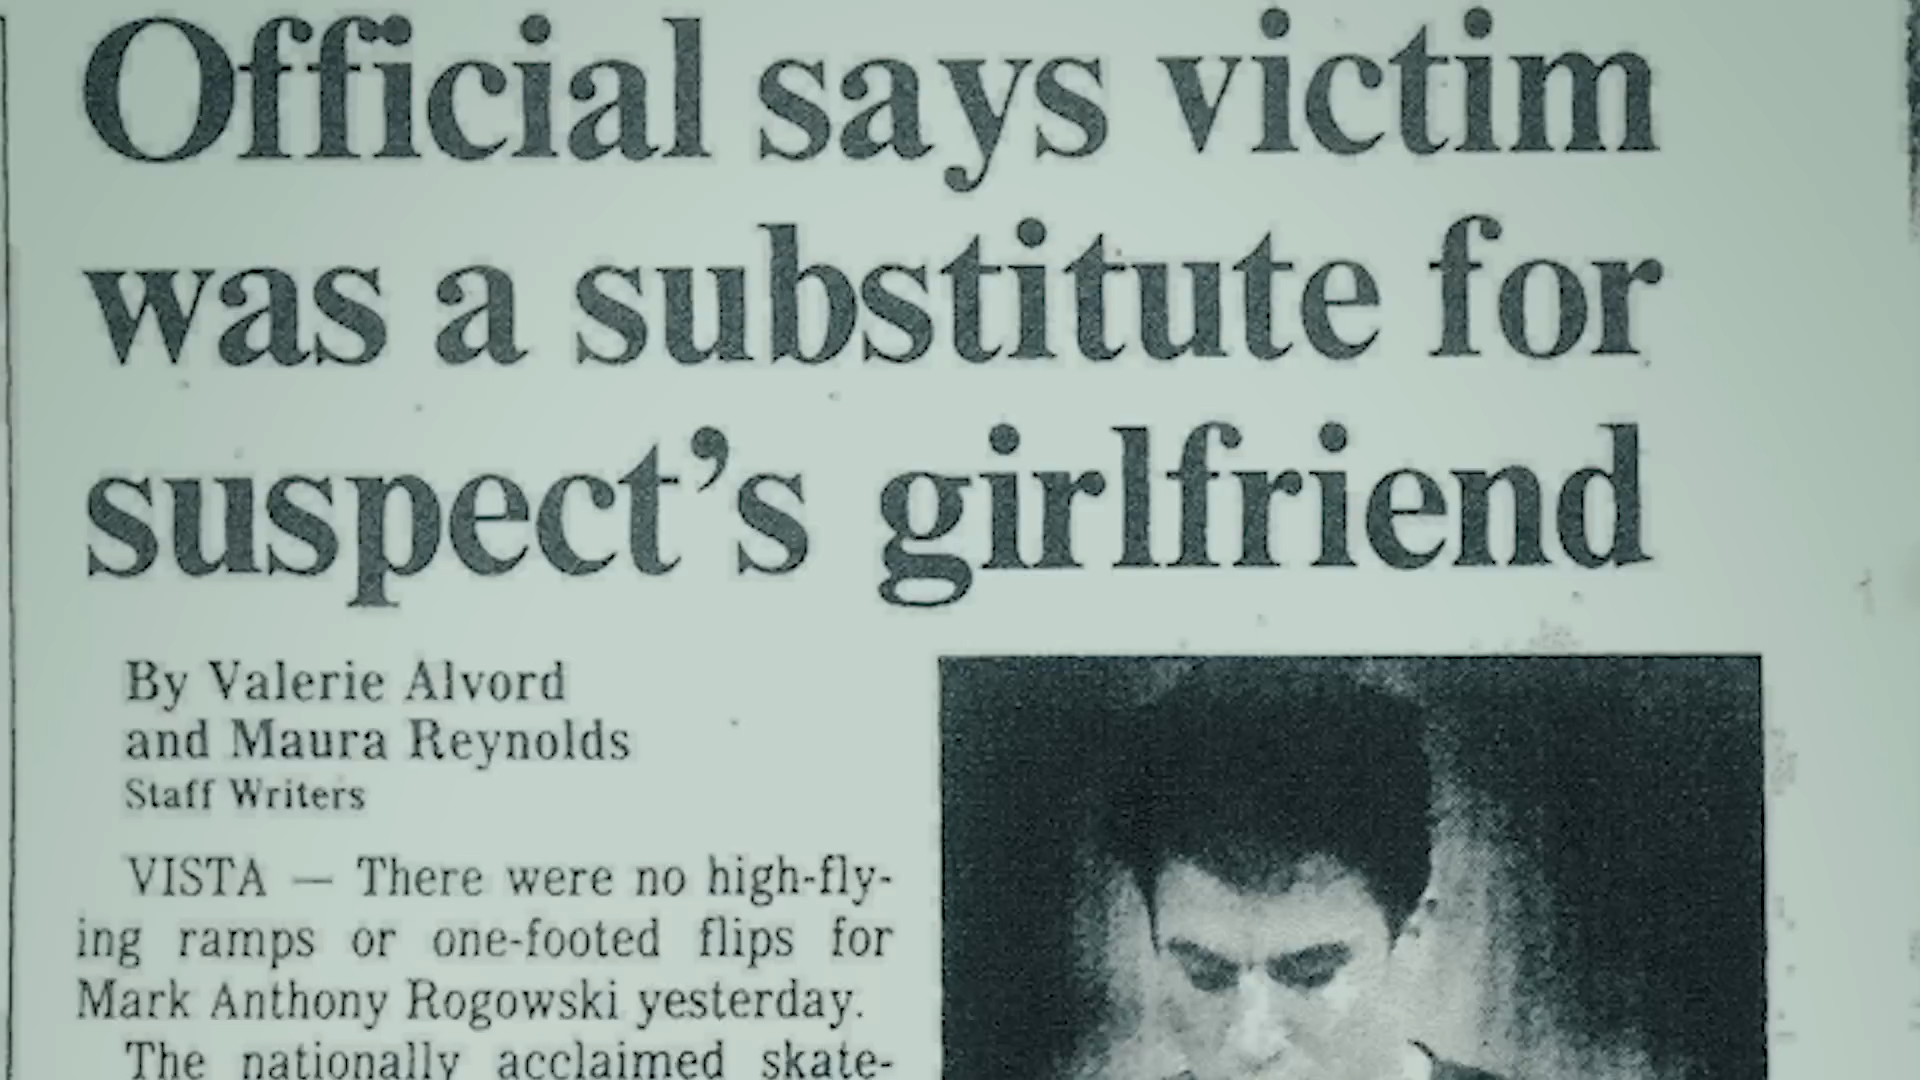 Official says victim
was a substitute for
suspect's girlfriend
By Valerie Alvord
and Maura Reynolds
Staff Writers
VISTA — There were no high-fly-
ing ramps or one-footed flips for
Mark Anthony Rogowski yesterday.
The nationally acclaimed skate-